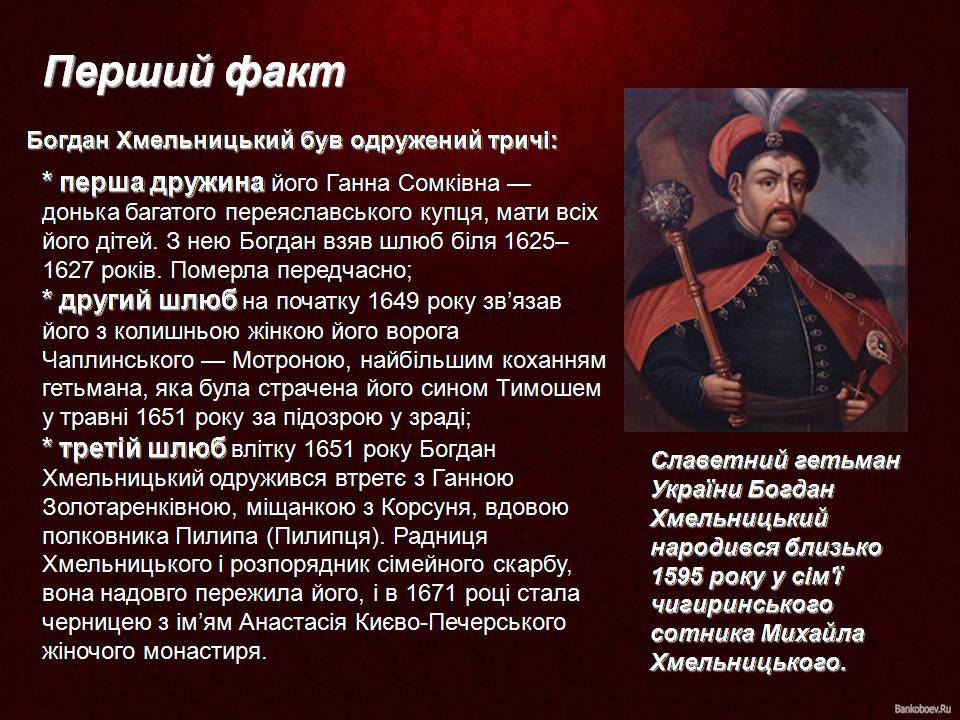 Перший факт
Богдан Хмельницький був одружений тричі:
* перша дружина його Ганна Сомківна —
донька багатого переяславського купця, мати всіх
його дітей. З нею Богдан взяв шлюб біля 1625–
1627 років. Померла передчасно;
* другий шлюб на початку 1649 року зв’язав
його з колишньою жінкою його ворога
Чаплинського — Мотроною, найбільшим коханням
гетьмана, яка була страчена його сином Тимошем
у травні 1651 року за підозрою у зраді;
* третій шлюб влітку 1651 року Богдан
Хмельницький одружився втретє з Ганною
Золотаренківною, міщанкою з Корсуня, вдовою
полковника Пилипа (Пилипця). Радниця
Хмельницького і розпорядник сімейного скарбу,
вона надовго пережила його, і в 1671 році стала
черницею з ім’ям Анастасія Києво-Печерського
жіночого монастиря.
Славетний гетьман
України Богдан
Хмельницький
народився близько
1595 року у сім'ї
чигиринського
сотника Михайла
Хмельницького.
Bankoboev.Ru